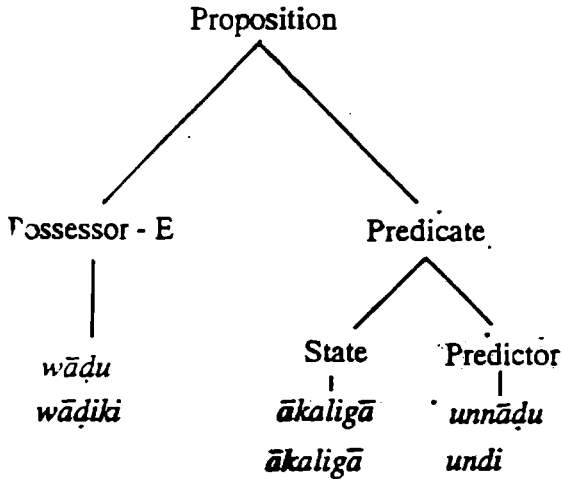 Proposition
Possessor - E Predicate
State Predictor
wāḍu ākaligā unnāḍu
wāḍiki ākaligā undi